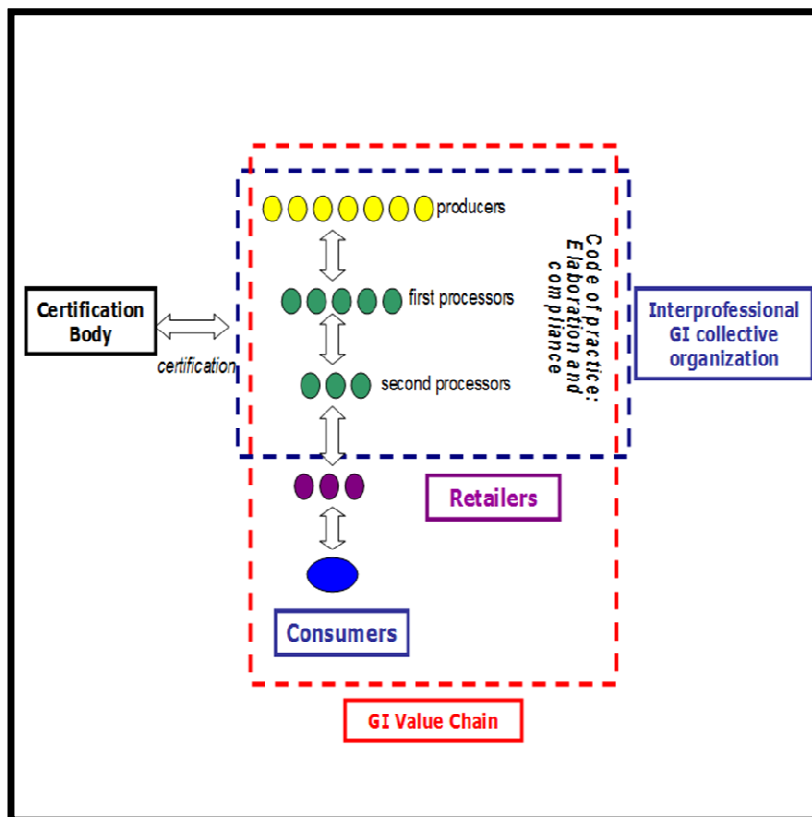 producers
first processors
second processors
Code of practice:
Elaboration and
compliance
Certification
Body
certification
Interprofessional
GI collective
organization
Retailers
Consumers
GI Value Chain